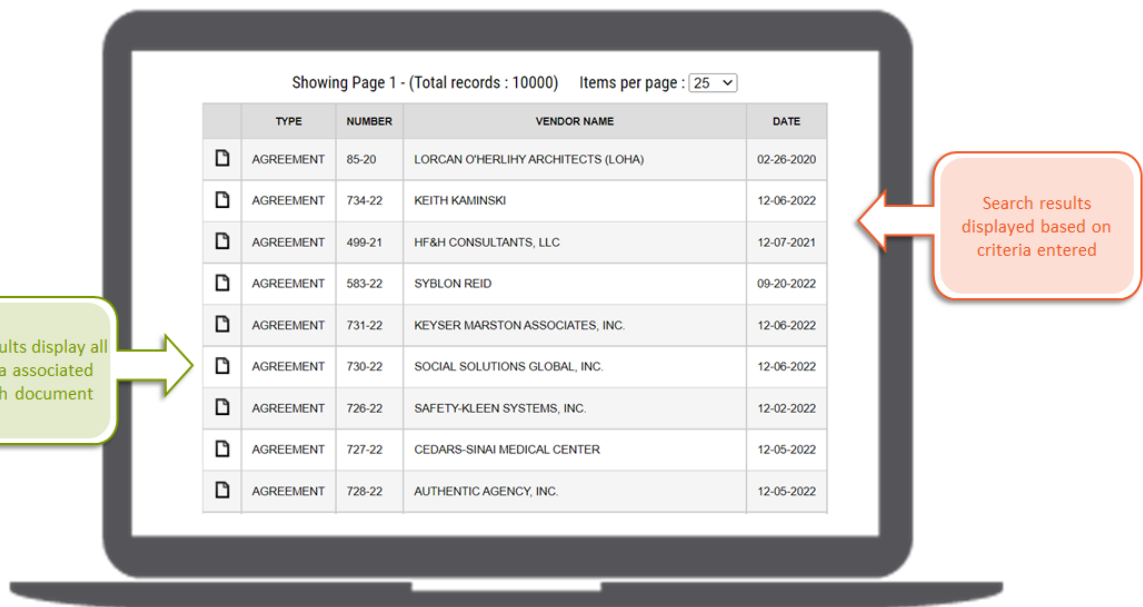 Showing Page 1 - (Total records : 10000) Items per page : 25
TYPE NUMBER VENDOR NAME DATE
AGREEMENT 85-20 LORCAN O'HERLIHY ARCHITECTS (LOHA) 02-26-2020
AGREEMENT 734-22 KEITH KAMINSKI 12-06-2022
AGREEMENT 499-21 HF&H CONSULTANTS, LLC 12-07-2021
AGREEMENT 583-22 SYBLON REID 09-20-2022
AGREEMENT 731-22 KEYSER MARSTON ASSOCIATES, INC. 12-06-2022
AGREEMENT 730-22 SOCIAL SOLUTIONS GLOBAL, INC. 12-06-2022
AGREEMENT 726-22 SAFETY-KLEEN SYSTEMS, INC. 12-02-2022
AGREEMENT 727-22 CEDARS-SINAI MEDICAL CENTER 12-05-2022
AGREEMENT 728-22 AUTHENTIC AGENCY, INC. 12-05-2022
Search results
displayed based on
criteria entered
display all
associated
document